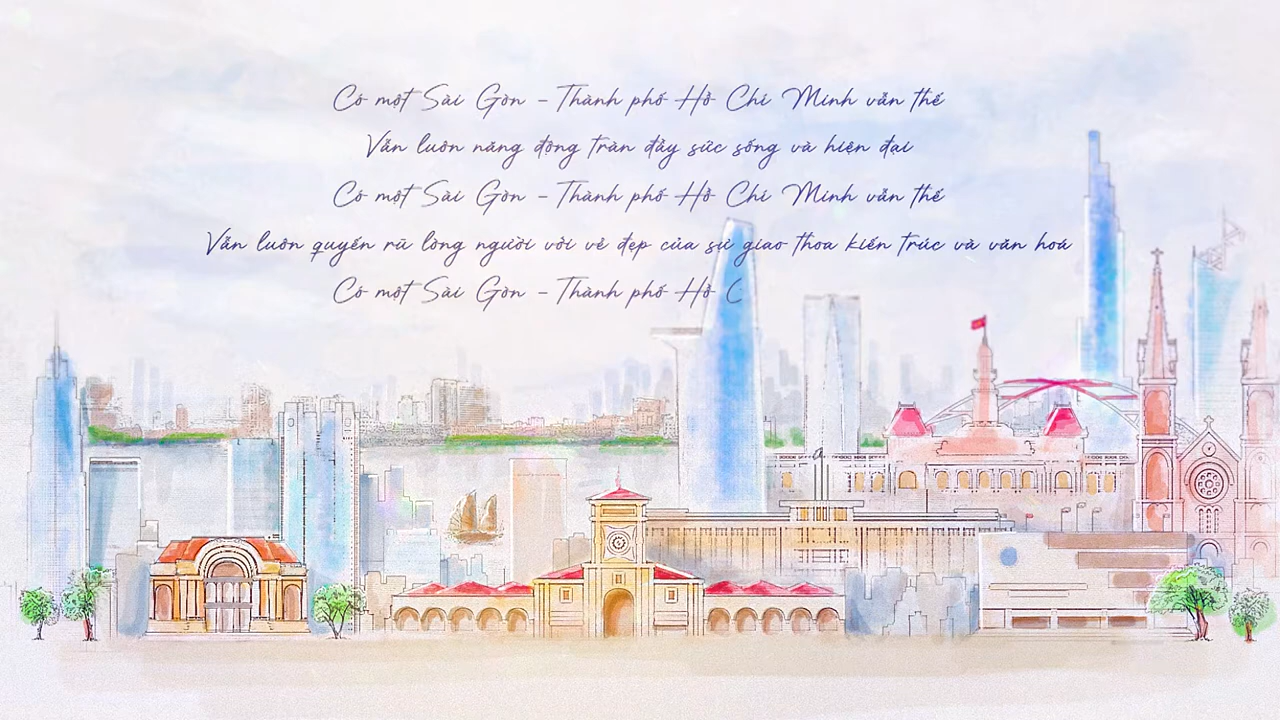 Có một Sài Gòn - Thành phố Hồ Chí Minh vẫn thế
Vẫn luôn năng động tràn đầy sức sống và hiện đại
Có một Sài Gòn - Thành phố Hồ Chí Minh vẫn thế
Vẫn luôn quyến rũ lòng người với vẻ đẹp của sự giao thoa kiến trúc và văn hoá
Có một Sài Gòn - Thành phố Hồ C